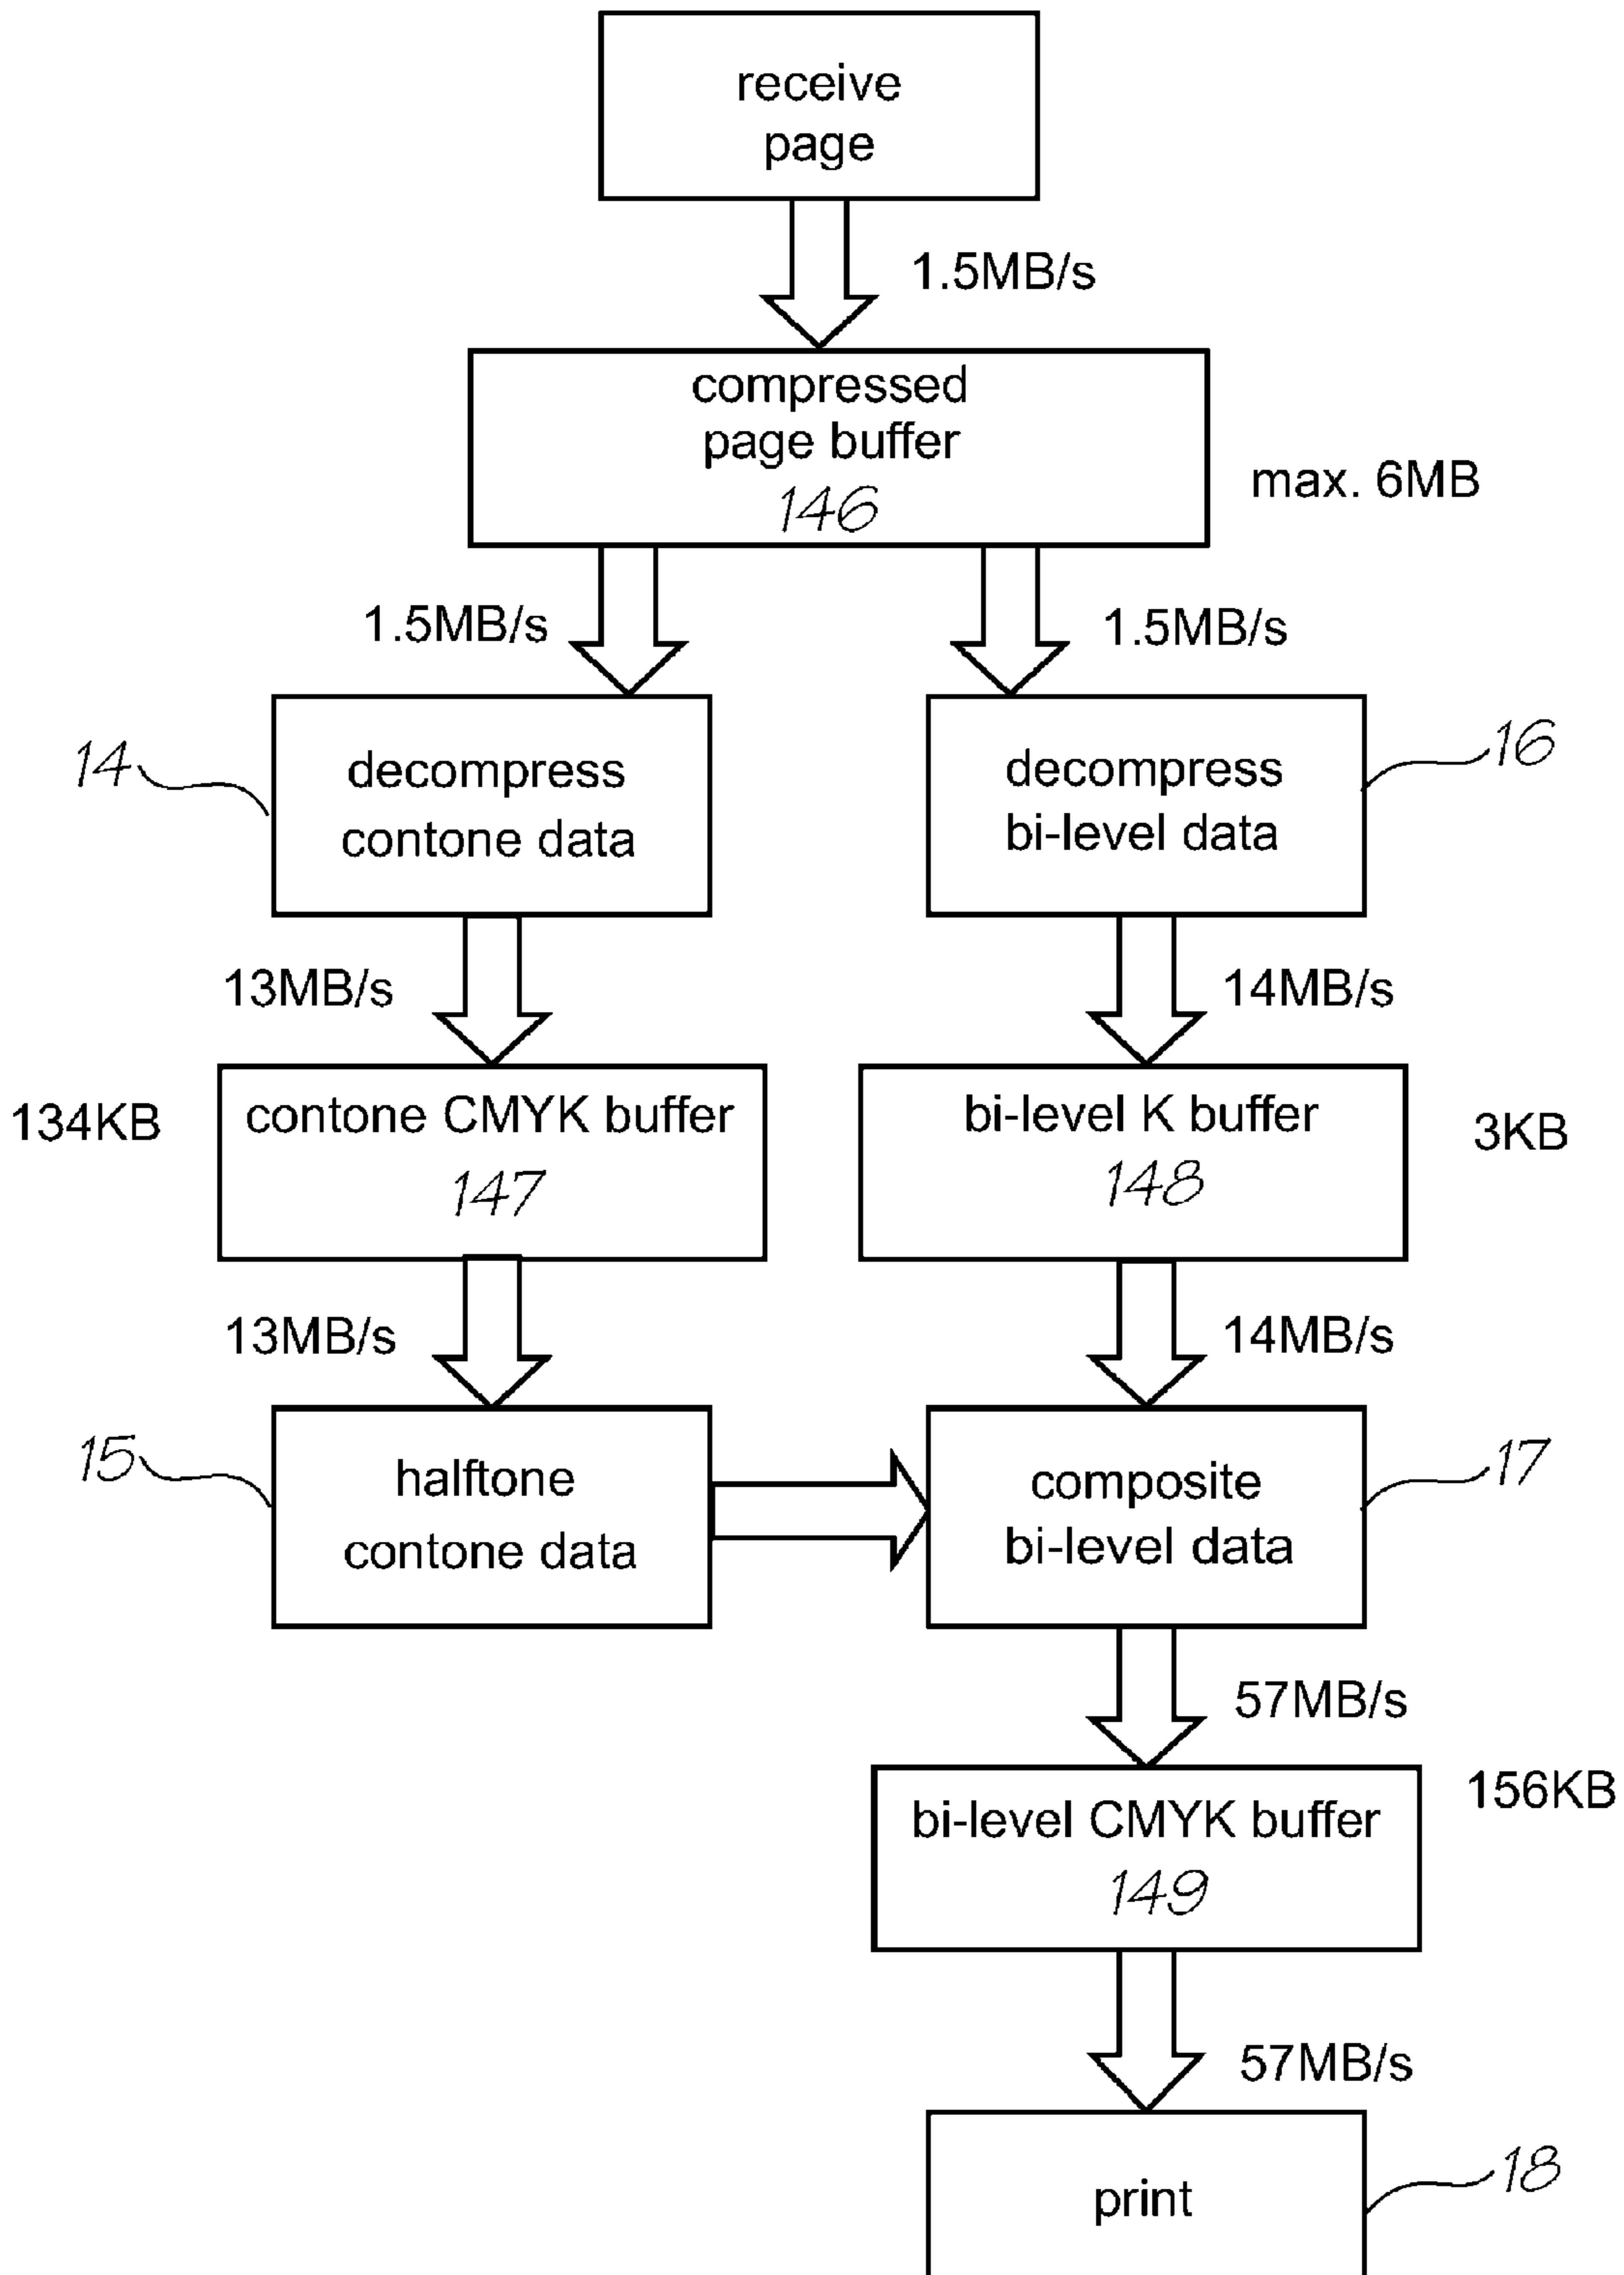 receive
page
1.5MB/s
compressed
page buffer
146
max. 6MB
1.5MB/s
1.5MB/s
14
decompress
contone data
decompress
bi-level data
16
13MB/s
14MB/s
134KB
contone CMYK buffer
147
bi-level K buffer
148
3KB
13MB/s
14MB/s
15
halftone
contone data
composite
bi-level data
17
57MB/s
156KB
bi-level CMYK buffer
149
57MB/s
print
18